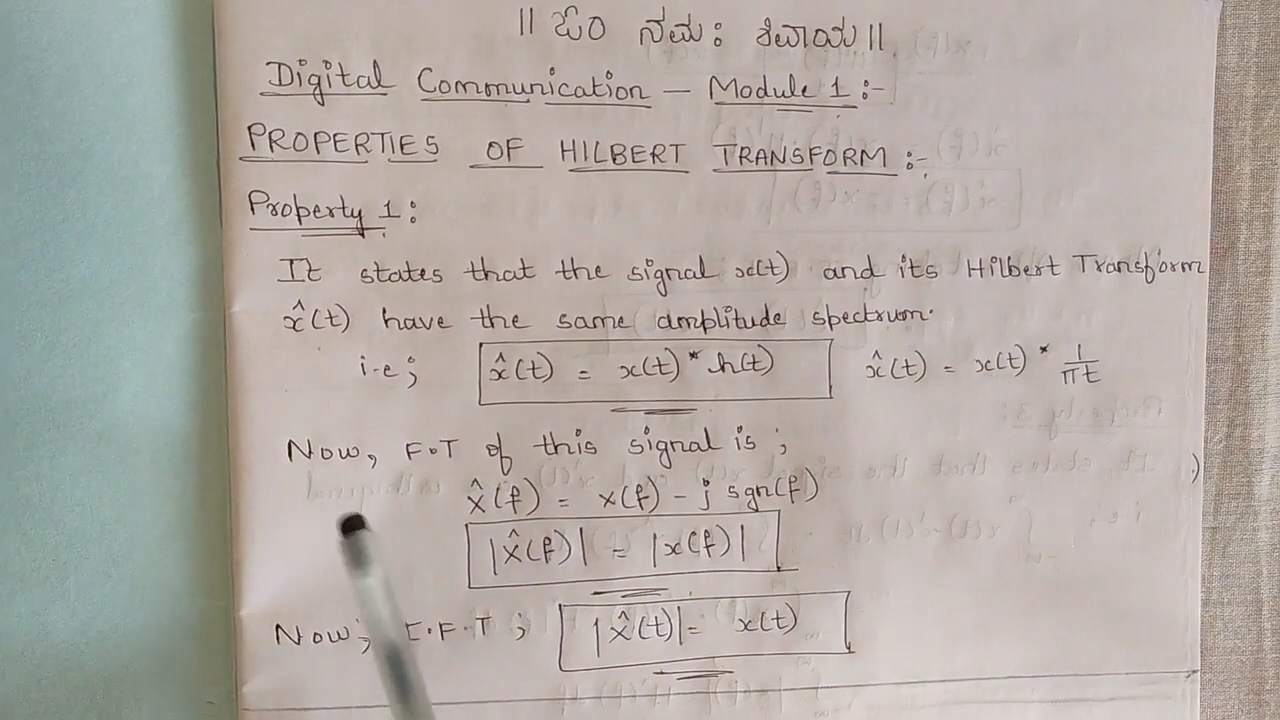 || ಓಂ ನಮಃ ಶಿವಾಯ ||
Digital Communication — Module 1 :-
PROPERTIES OF HILBERT TRANSFORM :-
Property 1 :
It states that the signal x(t) and its Hilbert Transform
x̂(t) have the same amplitude spectrum.
i.e; x̂(t) = x(t) * h(t) x̂(t) = x(t) * 1/πt
Now, F.T of this signal is ;
X̂(f) = x(f) - j sgn(f)
|X̂(f)| = |x(f)|
Now, I.F.T ; |X̂(t)| = x(t)